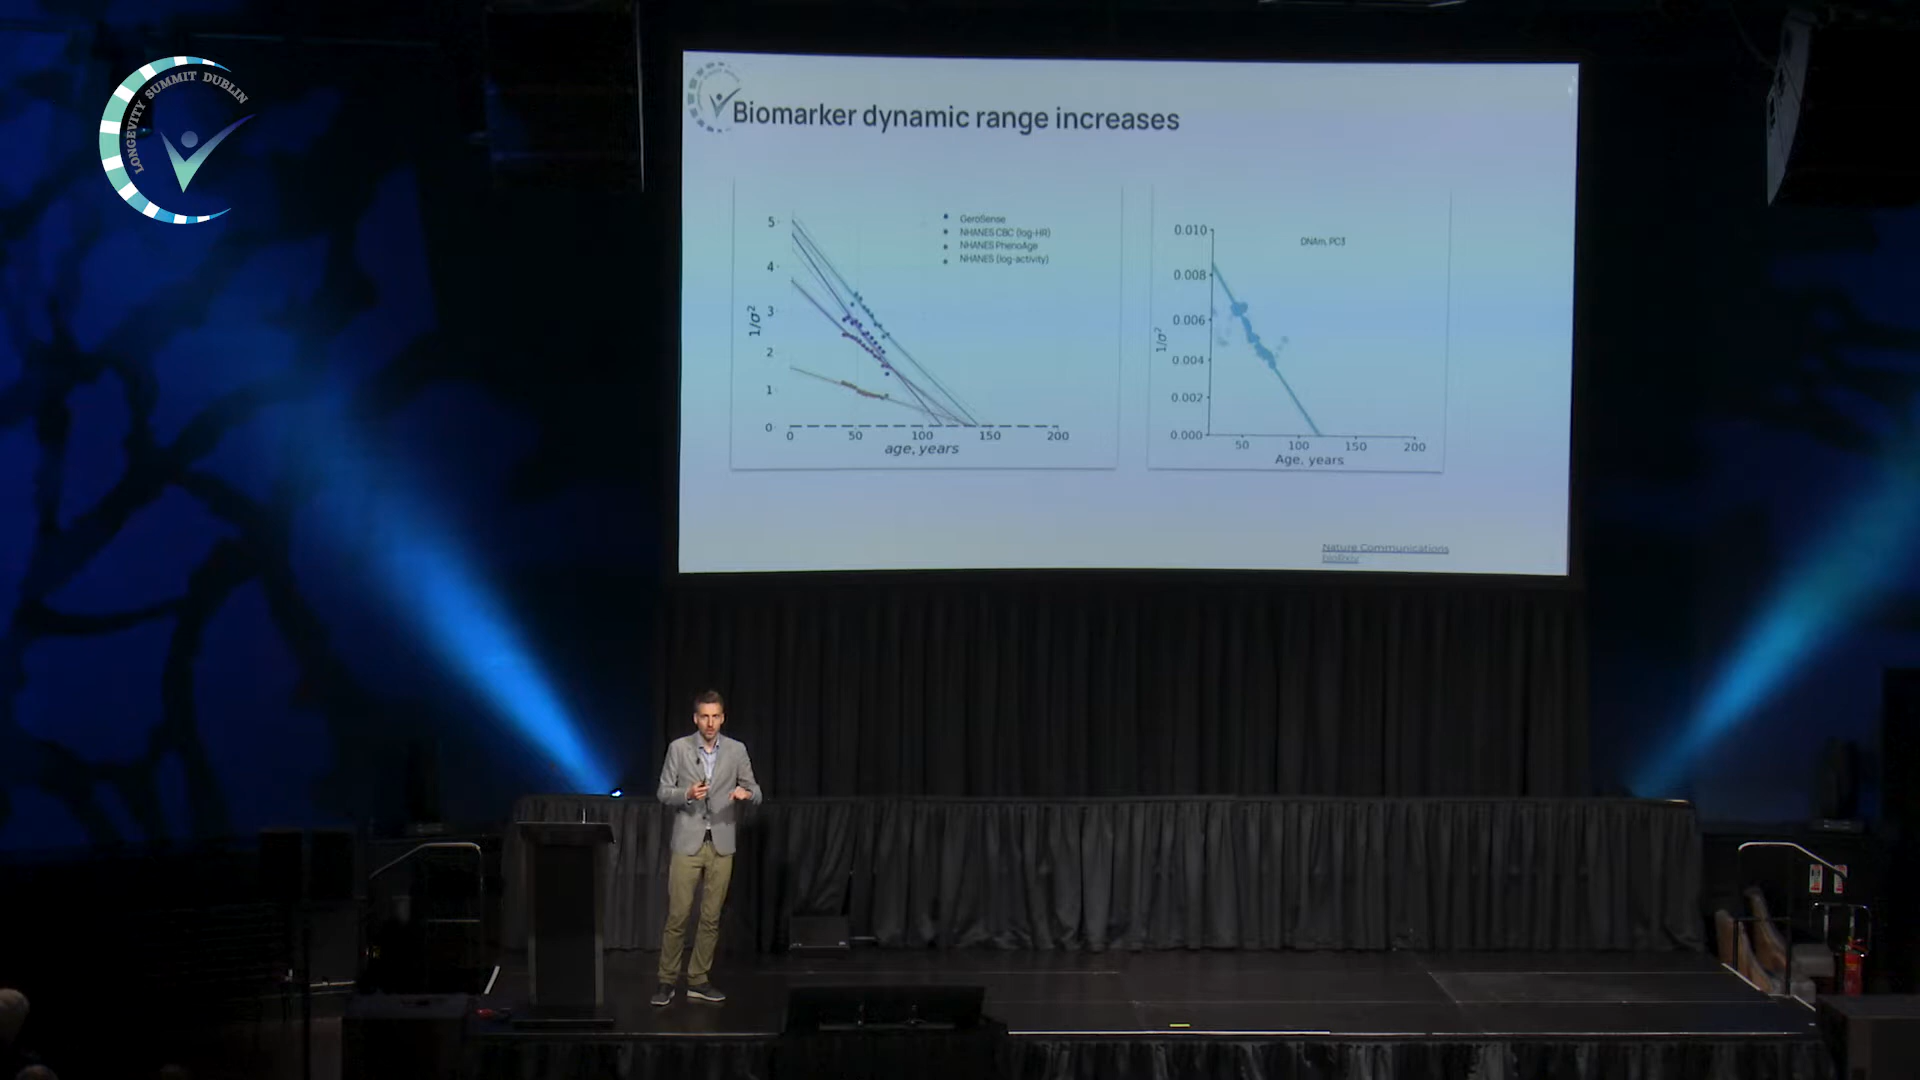 LONGEVITY SUMMIT DUBLIN
Biomarker dynamic range increases
5
4
3
2
1
0
1/σ²
0 50 100 150 200
age, years
GeroSense
NHANES CBC (log-HR)
NHANES PhenoAge
NHANES (log-activity)
0.010
0.008
0.006
0.004
0.002
0.000
1/σ²
DNAm, PC3
50 100 150 200
Age, years
Nature Communications